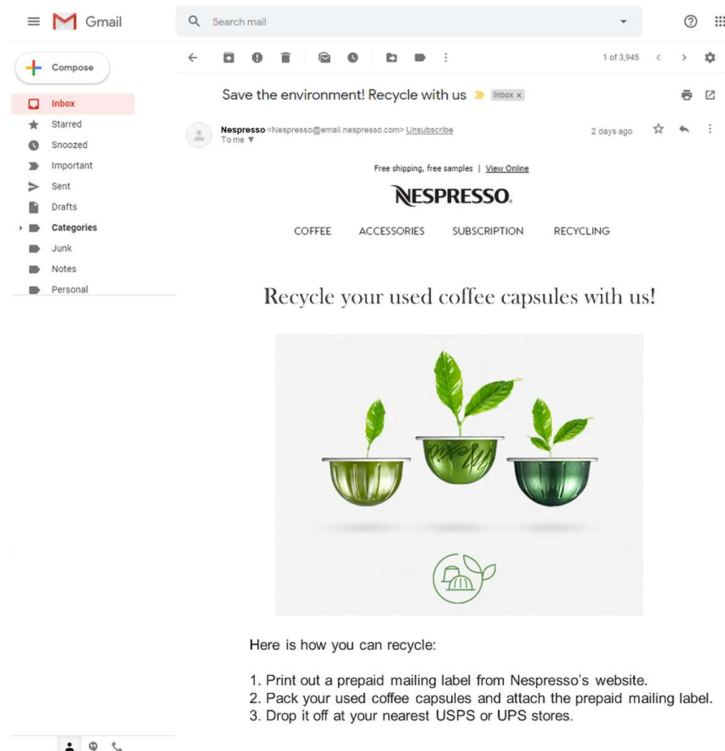 Gmail
Search mail
Compose
1 of 3,945
Inbox
Starred
Snoozed
Important
Sent
Drafts
Categories
Junk
Notes
Personal
Save the environment! Recycle with us
Inbox x
Nespresso <Nespresso@email.nespresso.com> Unsubscribe
2 days ago
To me
Free shipping, free samples | View Online
NESPRESSO.
COFFEE ACCESSORIES SUBSCRIPTION RECYCLING
Recycle your used coffee capsules with us!
Mexico
Here is how you can recycle:
1. Print out a prepaid mailing label from Nespresso's website.
2. Pack your used coffee capsules and attach the prepaid mailing label.
3. Drop it off at your nearest USPS or UPS stores.